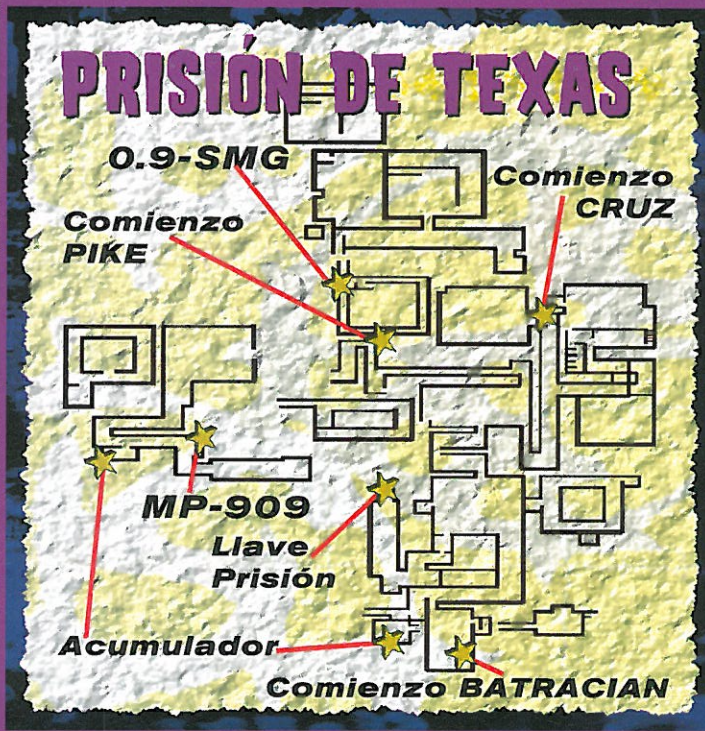 PRISIÓN DE TEXAS
0.9-SMG
Comienzo
CRUZ
Comienzo
PIKE
MP-909
Llave
Prisión
Acumulador
Comienzo BATRACIAN